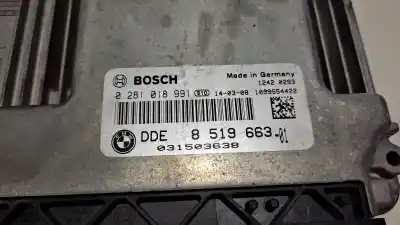 BOSCH
Made in Germany
1242 0293
0 281 018 991 14-03-08 1039554422
DDE 8 519 663-01
031503638